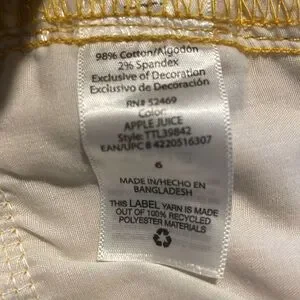 98% Cotton/Algodón
2% Spandex
Exclusive of Decoration
Exclusivo de Decoración
RN# 52469
Color:
APPLE JUICE
Style: TTL39842
EAN/UPC # 4220516307
6
MADE IN/HECHO EN
BANGLADESH
THIS LABEL YARN IS MADE
OUT OF 100% RECYCLED
POLYESTER MATERIALS